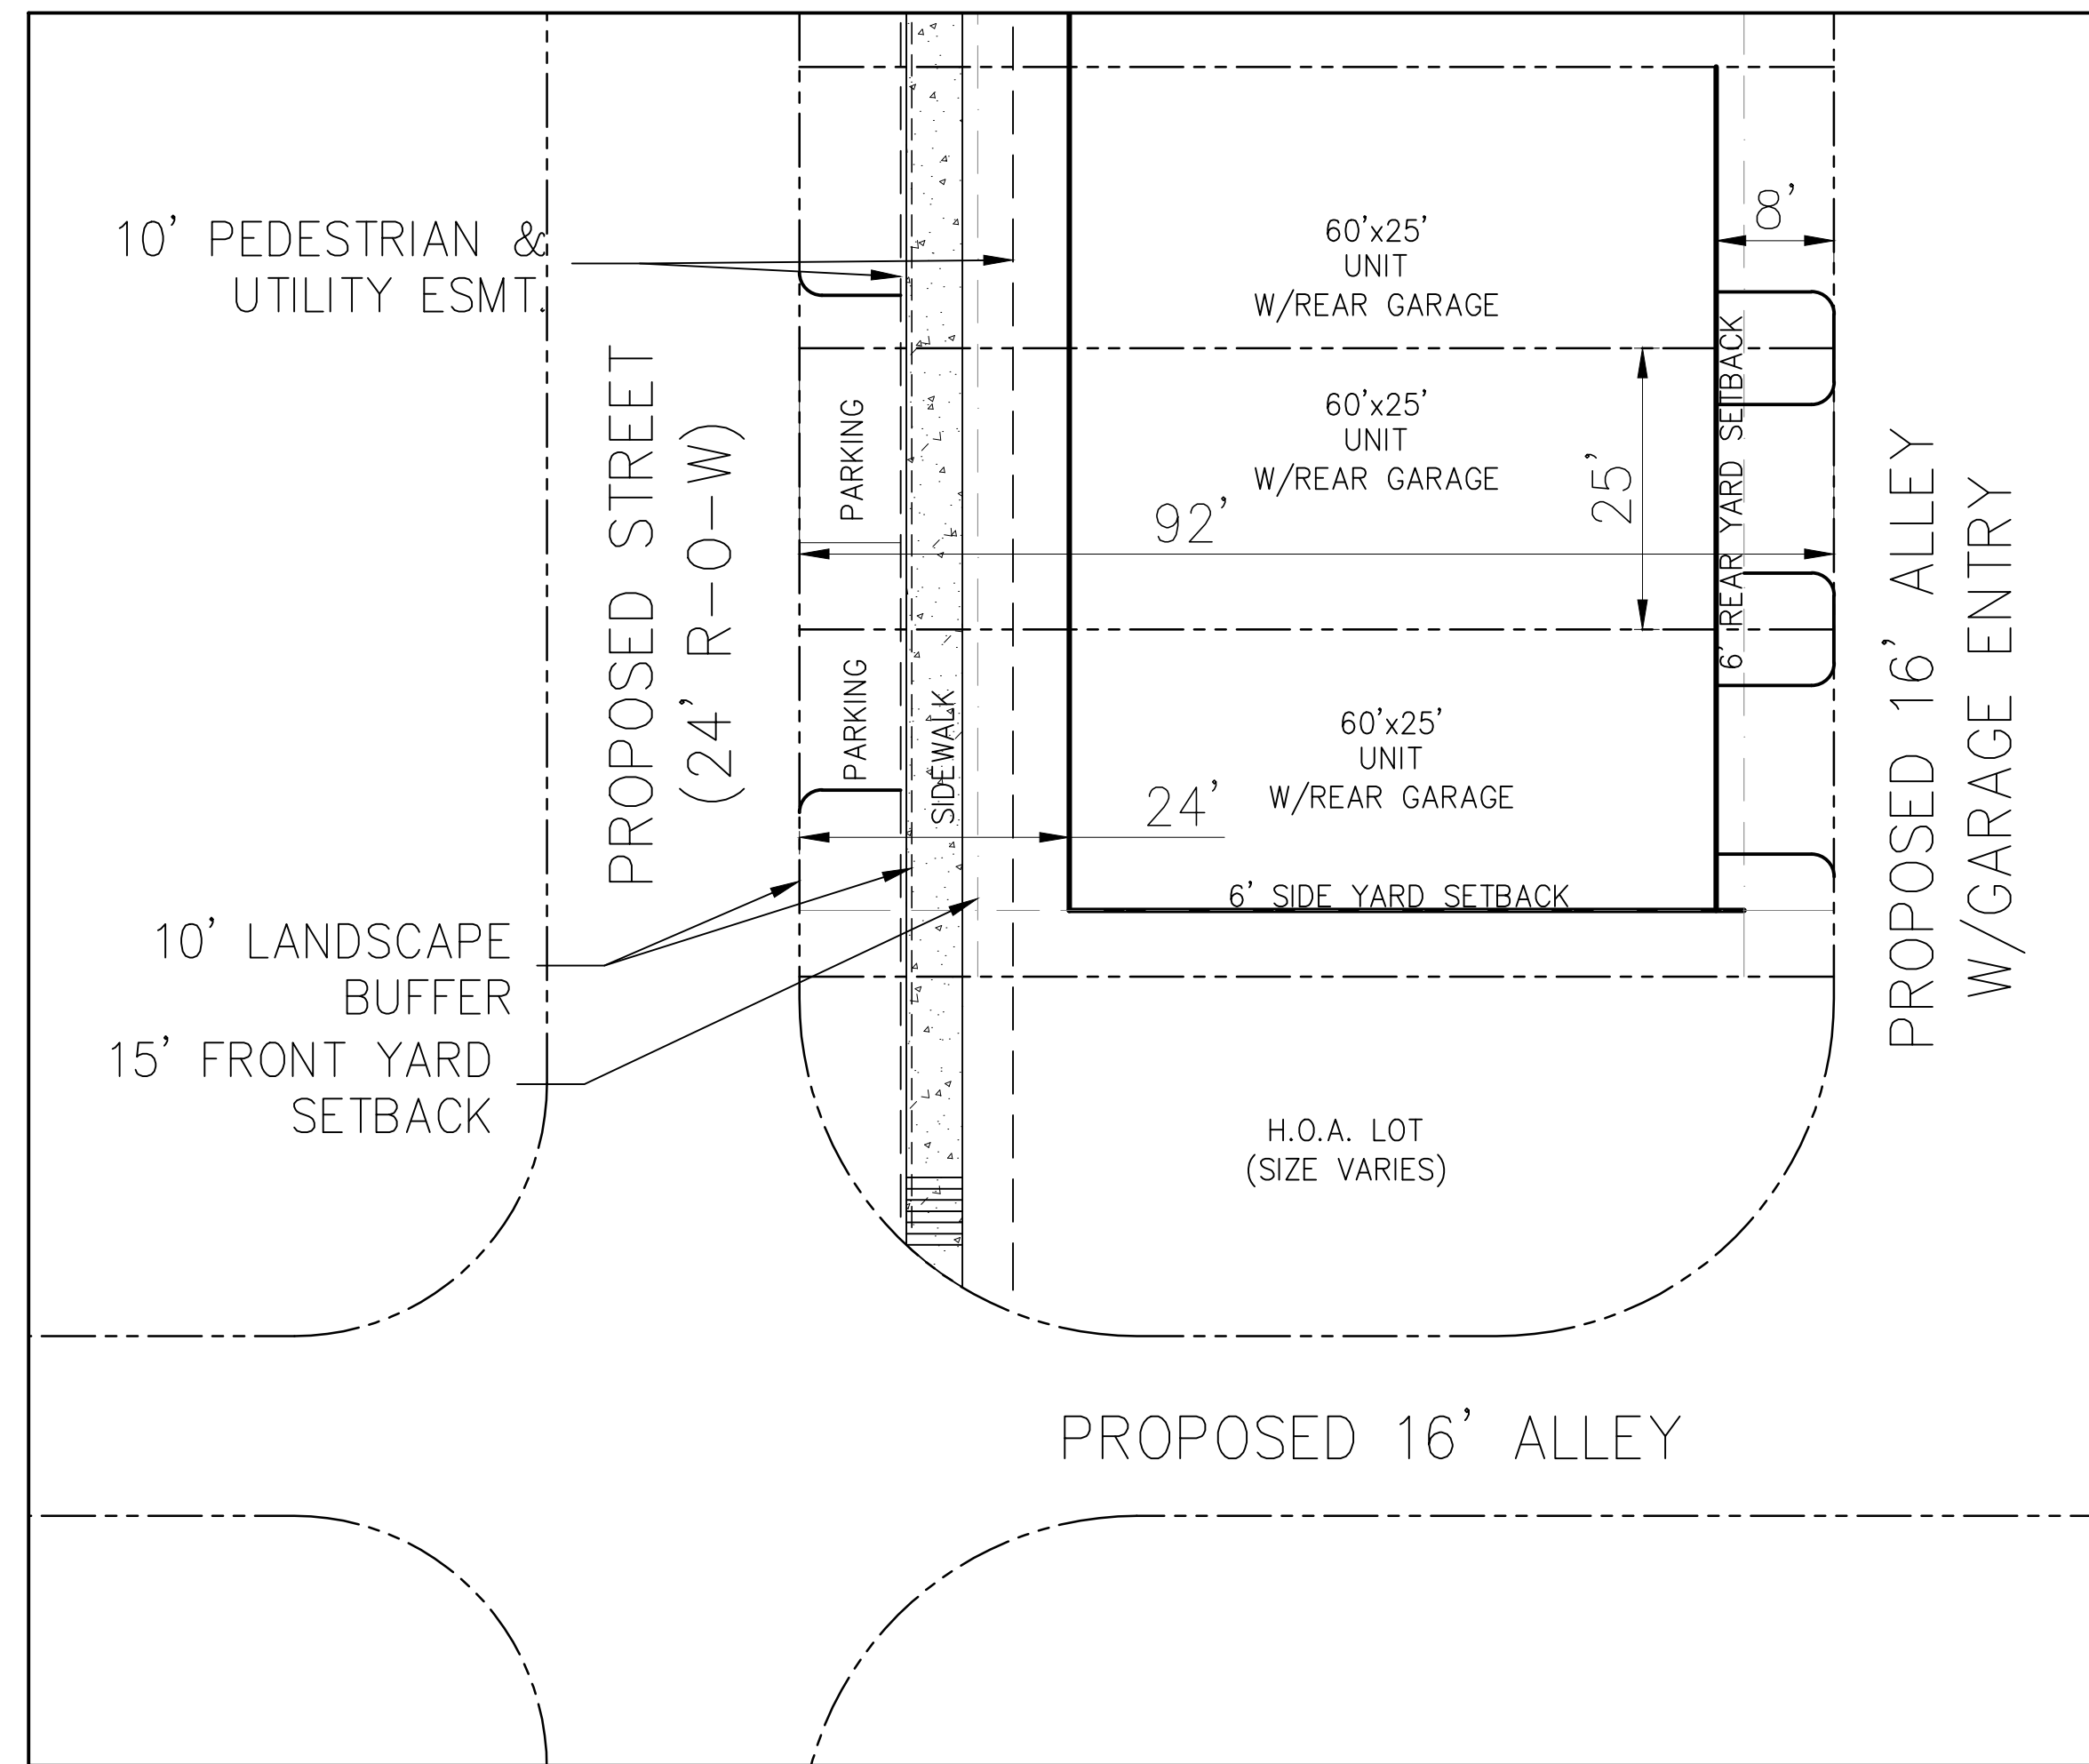 10' PEDESTRIAN &
UTILITY ESMT.
PROPOSED STREET
(24' R-O-W)
PARKING
PARKING
SIDEWALK
60'x25'
UNIT
W/REAR GARAGE
60'x25'
UNIT
W/REAR GARAGE
60'x25'
UNIT
W/REAR GARAGE
8'
25'
92'
24'
6' REAR YARD SETBACK
6' SIDE YARD SETBACK
PROPOSED 16' ALLEY
W/GARAGE ENTRY
10' LANDSCAPE
BUFFER
15' FRONT YARD
SETBACK
H.O.A. LOT
(SIZE VARIES)
PROPOSED 16' ALLEY